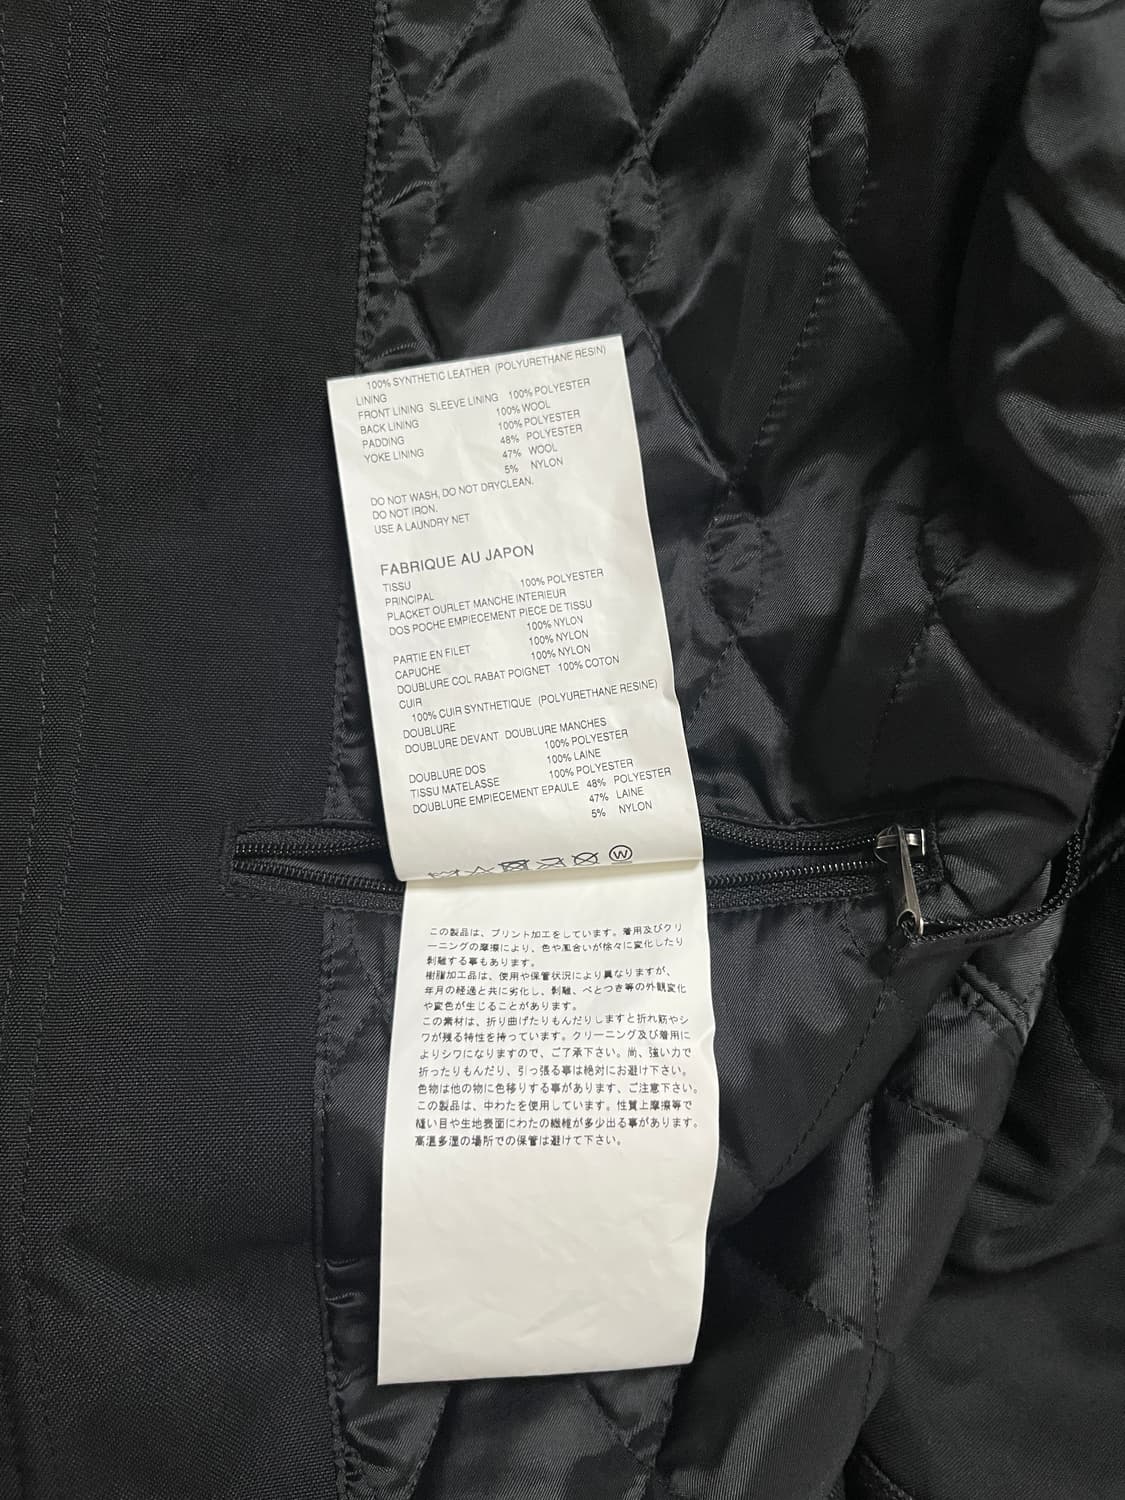 100% SYNTHETIC LEATHER (POLYURETHANE RESIN)
LINING
FRONT LINING SLEEVE LINING 100% POLYESTER
BACK LINING 100% WOOL
PADDING 100% POLYESTER
YOKE LINING 48% POLYESTER
47% WOOL
5% NYLON
DO NOT WASH, DO NOT DRYCLEAN.
DO NOT IRON.
USE A LAUNDRY NET
FABRIQUE AU JAPON
TISSU
PRINCIPAL 100% POLYESTER
PLACKET OURLET MANCHE INTERIEUR
DOS POCHE EMPIECEMENT PIECE DE TISSU
100% NYLON
PARTIE EN FILET 100% NYLON
CAPUCHE 100% NYLON
DOUBLURE COL RABAT POIGNET 100% COTON
CUIR
100% CUIR SYNTHETIQUE (POLYURETHANE RESINE)
DOUBLURE
DOUBLURE DEVANT DOUBLURE MANCHES
100% POLYESTER
DOUBLURE DOS 100% LAINE
TISSU MATELASSE 100% POLYESTER
DOUBLURE EMPIECEMENT EPAULE 48% POLYESTER
47% LAINE
5% NYLON
W
この製品は、プリント加工をしています。着用及びクリ
ーニングの摩擦により、色や風合いが徐々に変化したり
剥離する事もあります。
樹脂加工品は、使用や保管状況により異なりますが、
年月の経過と共に劣化し、剥離、べとつき等の外観変化
や変色が生じることがあります。
この素材は、折り曲げたりもんだりしますと折れ筋やシ
ワが残る特性を持っています。クリーニング及び着用に
よりシワになりますので、ご了承下さい。尚、強い力で
折ったりもんだり、引っ張る事は絶対にお避け下さい。
色物は他の物に色移りする事があります、ご注意下さい。
この製品は、中わたを使用しています。性質上摩擦等で
縫い目や生地表面にわたの繊維が多少出る事があります。
高温多湿の場所での保管は避けて下さい。